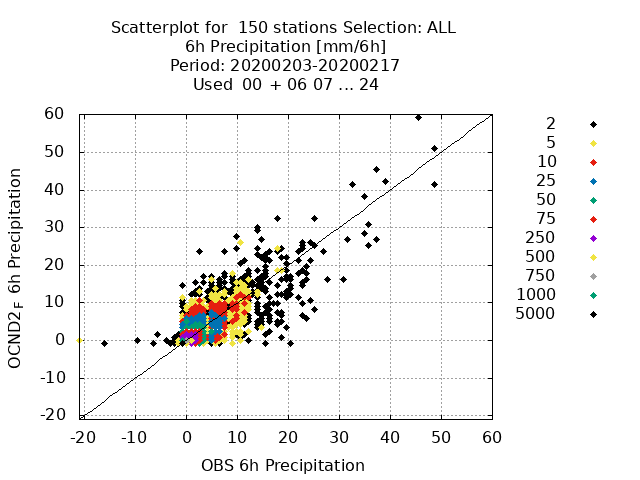 Scatterplot for 150 stations Selection: ALL
6h Precipitation [mm/6h]
Period: 20200203-20200217
Used 00 + 06 07 ... 24
OCND2F 6h Precipitation
60
50
40
30
20
10
0
-10
-20
-20 -10 0 10 20 30 40 50 60
OBS 6h Precipitation
2
5
10
25
50
75
250
500
750
1000
5000